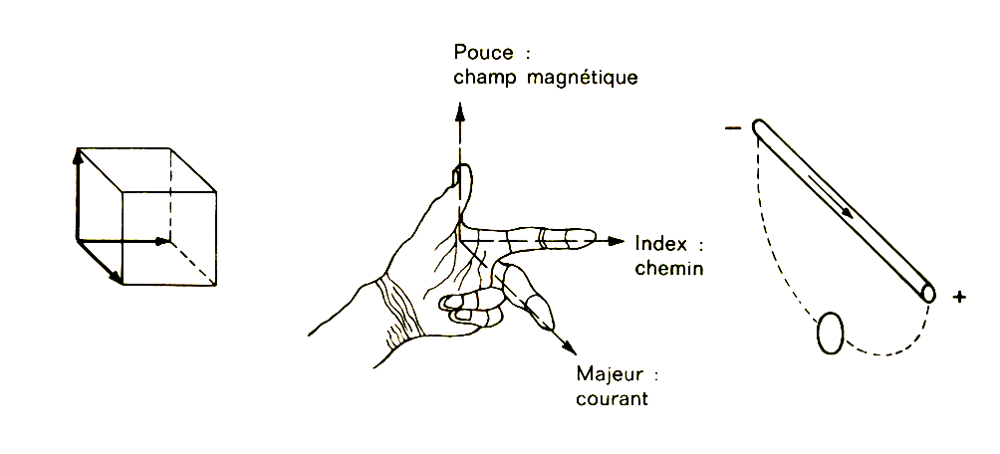 Pouce :
champ magnétique
−
+
Index :
chemin
Majeur :
courant